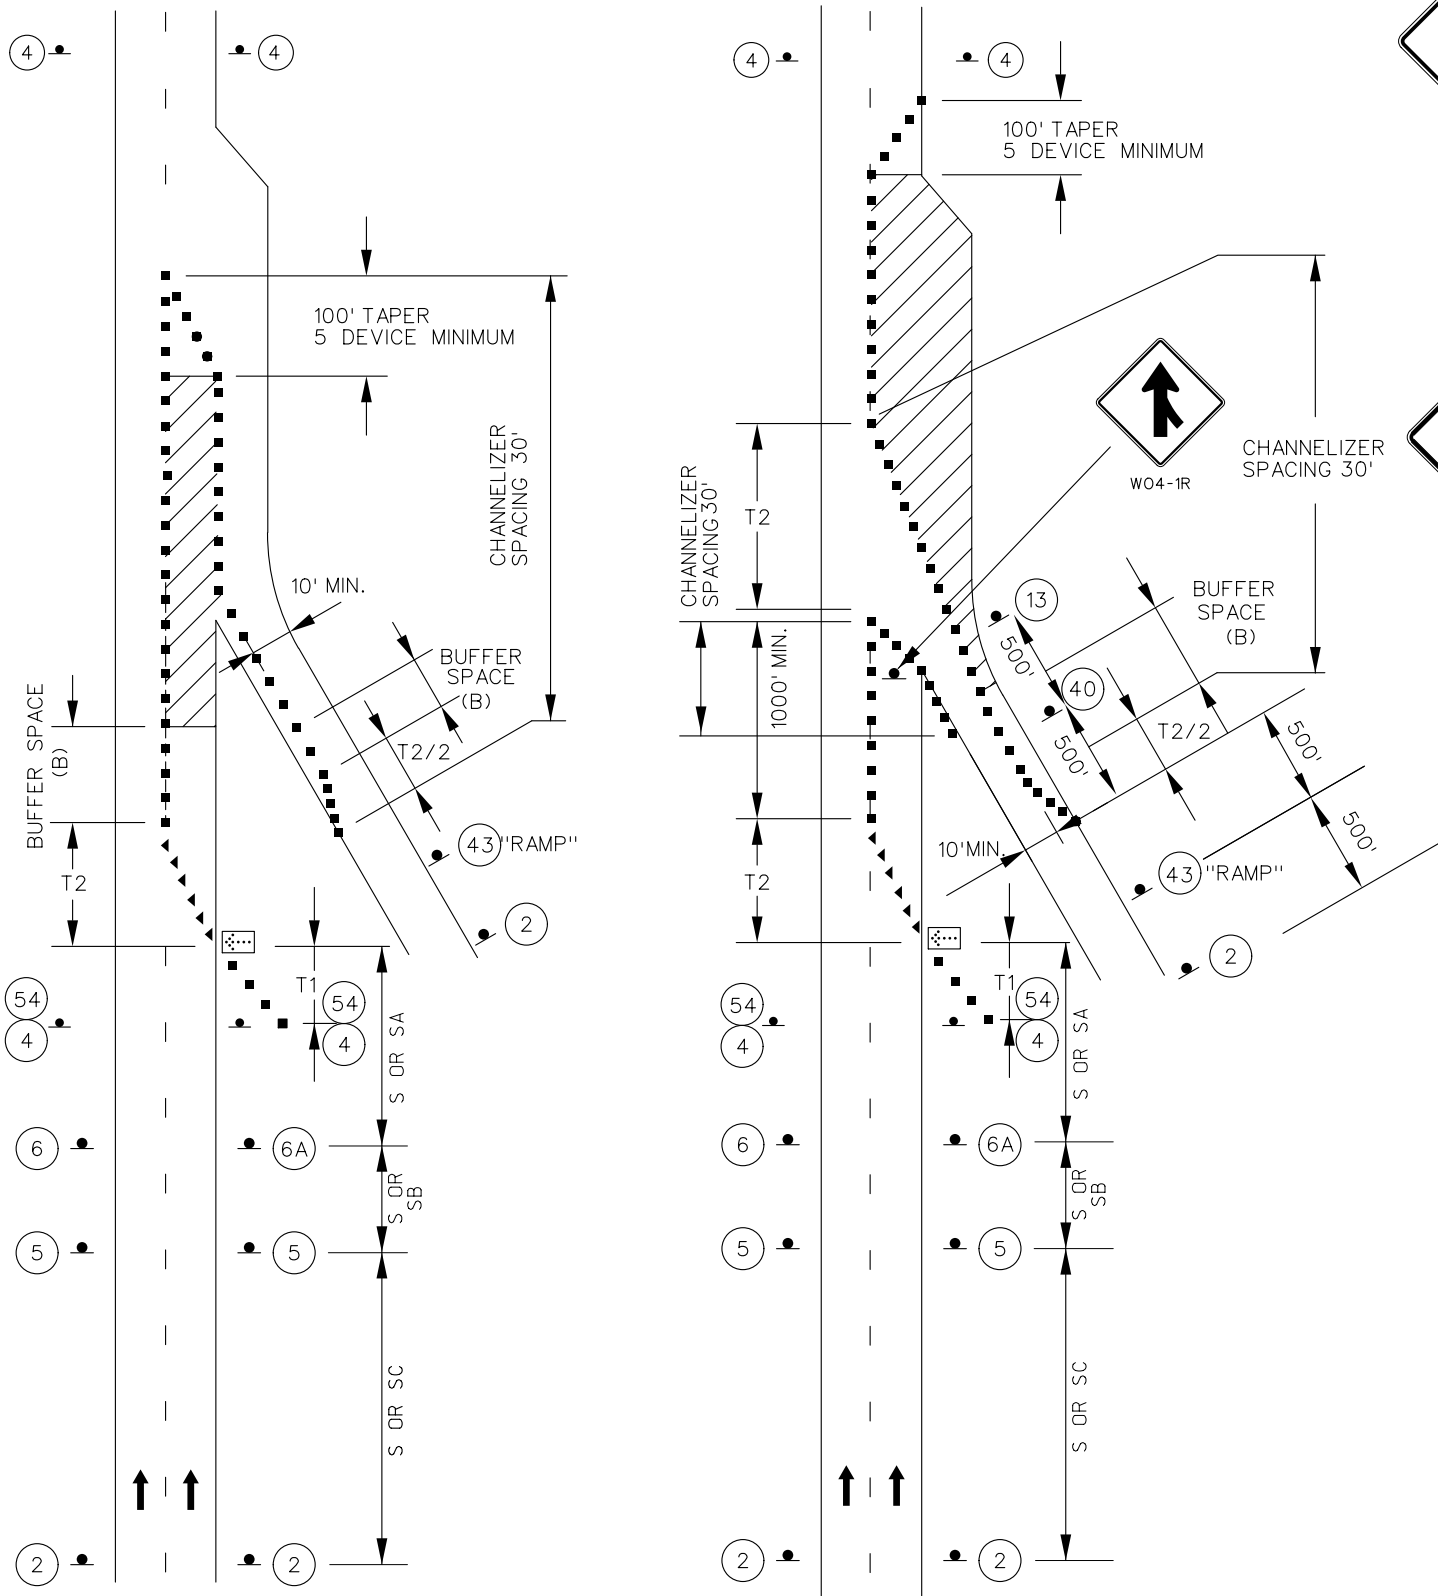 4
4
100' TAPER
5 DEVICE MINIMUM
CHANNELIZER
SPACING 30'
10' MIN.
BUFFER
SPACE
(B)
T2/2
BUFFER SPACE
(B)
T2
43 "RAMP"
2
T1
54
4
54
4
S OR SA
6
6A
S OR
SB
5
5
S OR SC
2
2
4
4
100' TAPER
5 DEVICE MINIMUM
W04-1R
CHANNELIZER
SPACING 30'
CHANNELIZER
SPACING 30'
T2
1000' MIN.
13
500'
40
500'
BUFFER
SPACE
(B)
T2/2
500'
500'
10' MIN.
43 "RAMP"
2
T2
T1
54
4
54
4
S OR SA
6
6A
S OR
SB
5
5
S OR SC
2
2